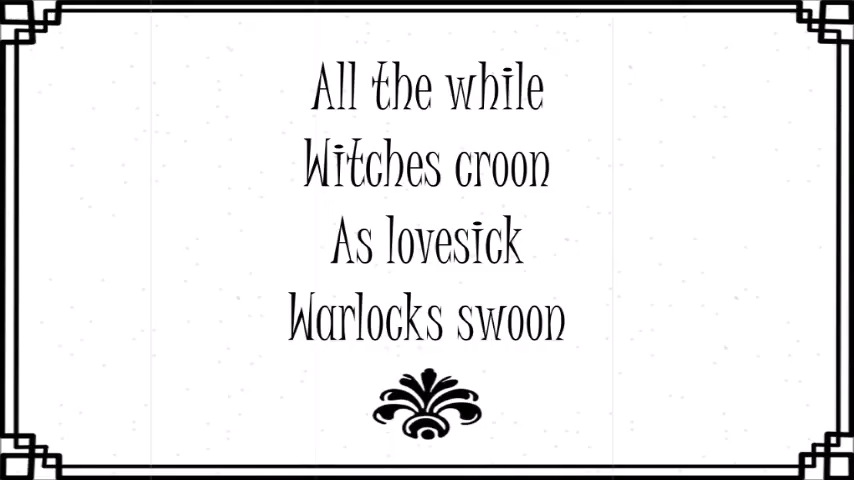 All the while
Witches croon
As lovesick
Warlocks swoon